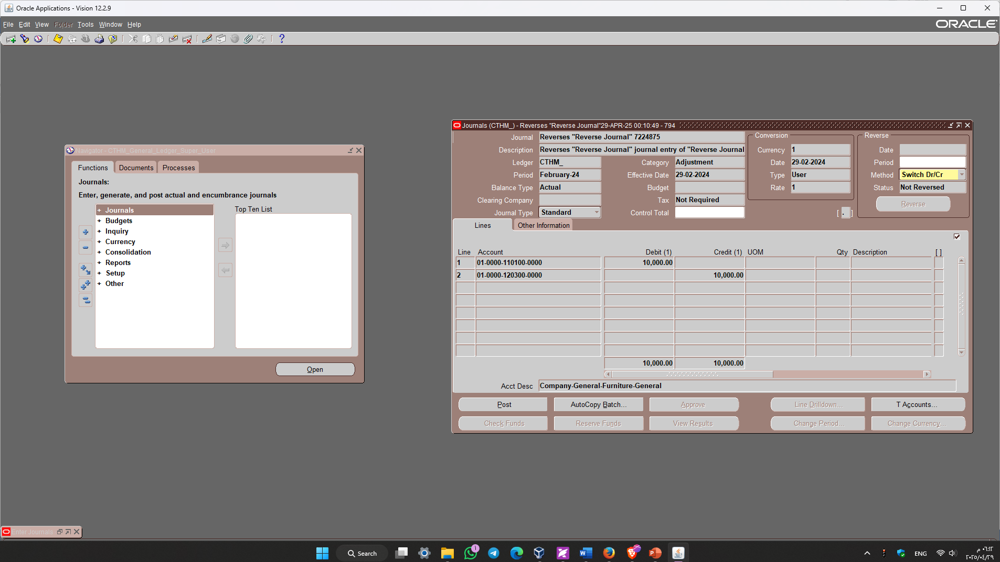 Oracle Applications - Vision 12.2.9
File Edit View Folder Tools Window Help
ORACLE
Navigator - CTHM_General_Ledger_Super_User
Functions Documents Processes
Journals:
Enter, generate, and post actual and encumbrance journals
+ Journals
+ Budgets
+ Inquiry
+ Currency
+ Consolidation
+ Reports
+ Setup
+ Other
Top Ten List
Open
Journals (CTHM_) - Reverses "Reverse Journal"29-APR-25 00:10:49 - 794
Journal Reverses "Reverse Journal" 7224875
Description Reverses "Reverse Journal" journal entry of "Reverse Journal
Ledger CTHM_ Category Adjustment
Period February-24 Effective Date 29-02-2024
Balance Type Actual Budget
Clearing Company Tax Not Required
Journal Type Standard Control Total
Conversion
Currency 1
Date 29-02-2024
Type User
Rate 1
Reverse
Date
Period
Method Switch Dr/Cr
Status Not Reversed
Reverse
[ . ]
Lines Other Information
Line Account Debit (1) Credit (1) UOM Qty Description [ ]
1 01-0000-110100-0000 10,000.00
2 01-0000-120300-0000 10,000.00
10,000.00 10,000.00
Acct Desc Company-General-Furniture-General
Post AutoCopy Batch... Approve Line Drilldown... T Accounts...
Check Funds Reserve Funds View Results Change Period... Change Currency...
Enter Journals
Search
1
ENG
٠٦:١٢ م
٢٠٢٥/٠٤/٢٩